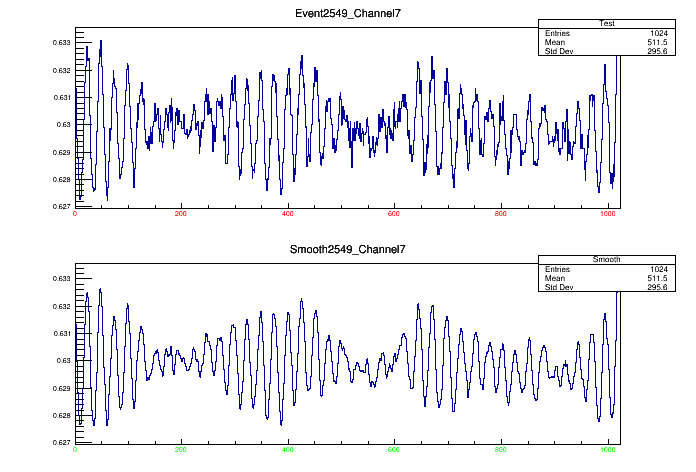 Event2549_Channel7
Test
Entries 1024
Mean 511.5
Std Dev 295.6
0.633
0.632
0.631
0.63
0.629
0.628
0.627
0 200 400 600 800 1000
Smooth2549_Channel7
Smooth
Entries 1024
Mean 511.5
Std Dev 295.6
0.633
0.632
0.631
0.63
0.629
0.628
0.627
0 200 400 600 800 1000